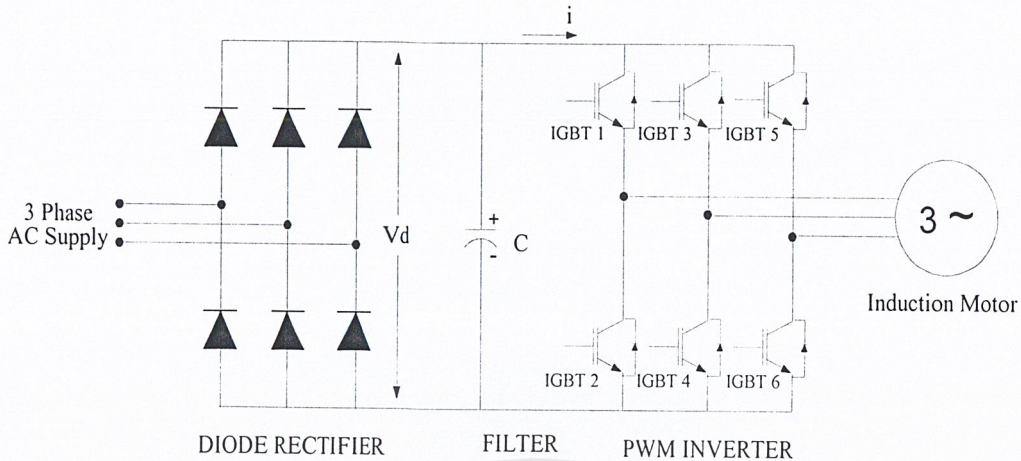 i
IGBT 1
IGBT 3
IGBT 5
3 Phase
AC Supply
Vd
+
C
-
3 ~
Induction Motor
IGBT 2
IGBT 4
IGBT 6
DIODE RECTIFIER
FILTER
PWM INVERTER